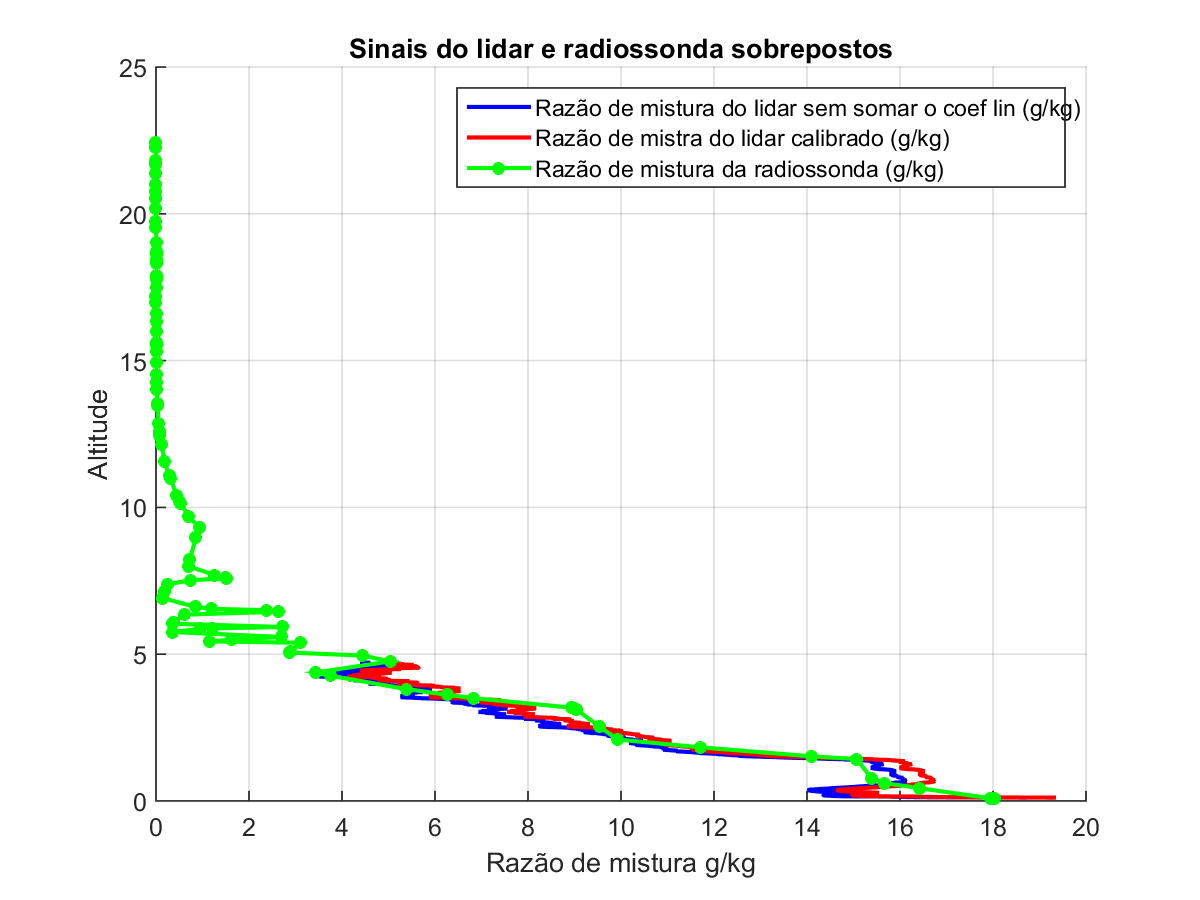 Sinais do lidar e radiossonda sobrepostos
25
Razão de mistura do lidar sem somar o coef lin (g/kg)
Razão de mistra do lidar calibrado (g/kg)
Razão de mistura da radiossonda (g/kg)
20
15
Altitude
10
5
0
0 2 4 6 8 10 12 14 16 18 20
Razão de mistura g/kg